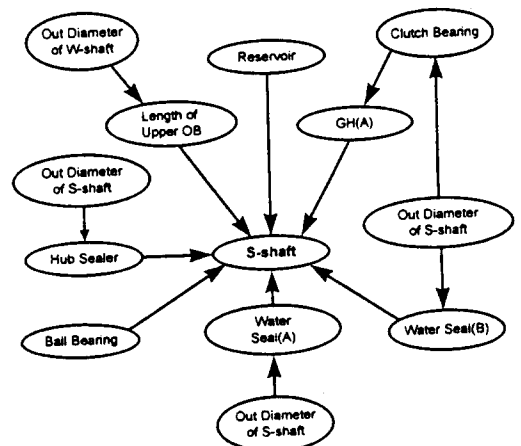 Out Diameter
of W-shaft
Reservoir
Clutch Bearing
Length of
Upper OB
GH(A)
Out Diameter
of S-shaft
Out Diameter
of S-shaft
S-shaft
Hub Sealer
Ball Bearing
Water
Seal(A)
Water Seal(B)
Out Diameter
of S-shaft